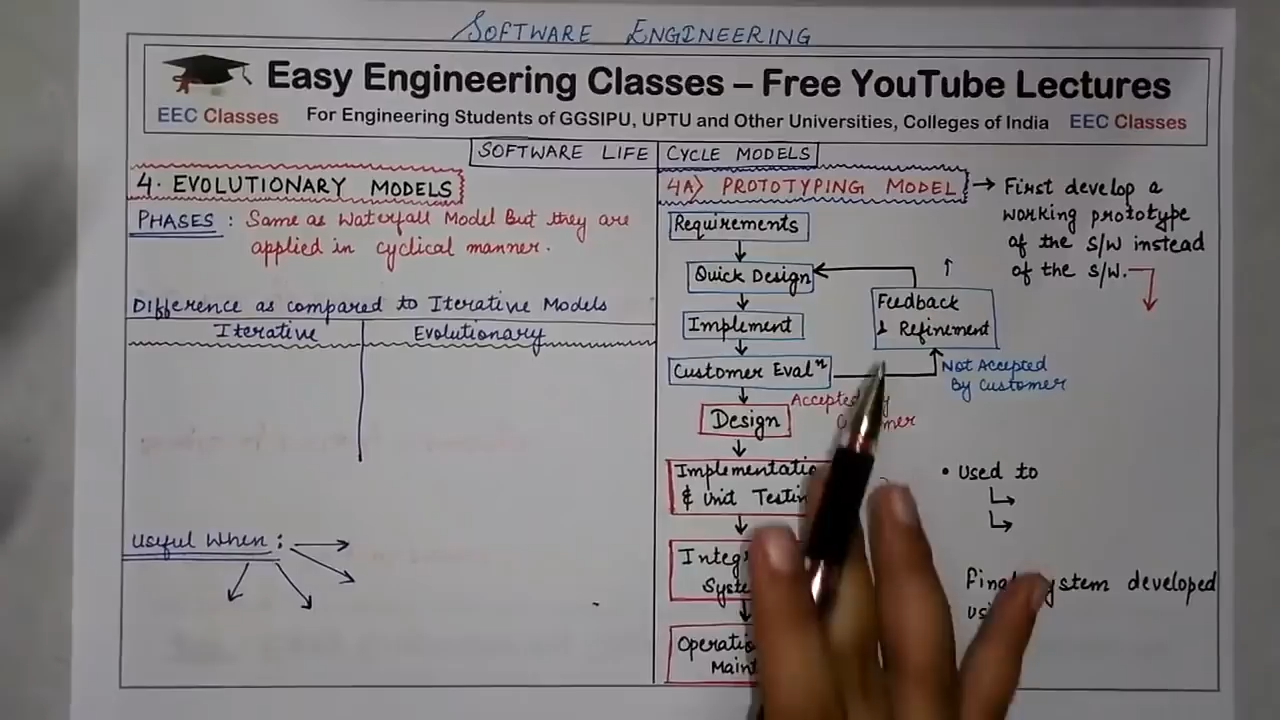 SOFTWARE ENGINEERING
Easy Engineering Classes – Free YouTube Lectures
EEC Classes For Engineering Students of GGSIPU, UPTU and Other Universities, Colleges of India EEC Classes
SOFTWARE LIFE CYCLE MODELS
4. EVOLUTIONARY MODELS
PHASES : Same as Waterfall Model But they are
applied in cyclical manner.
Difference as compared to Iterative Models
Iterative Evolutionary
Useful When :
4A) PROTOTYPING MODEL → First develop a
working prototype
of the S/W instead
of the S/W.
Requirements
Quick Design
Implement
Customer Evalⁿ
Feedback
& Refinement
Not Accepted
By Customer
Accepted
Design
Implementatio
& Unit Testin
Integ
Syste
Operatio
Maint
• Used to
Final system developed